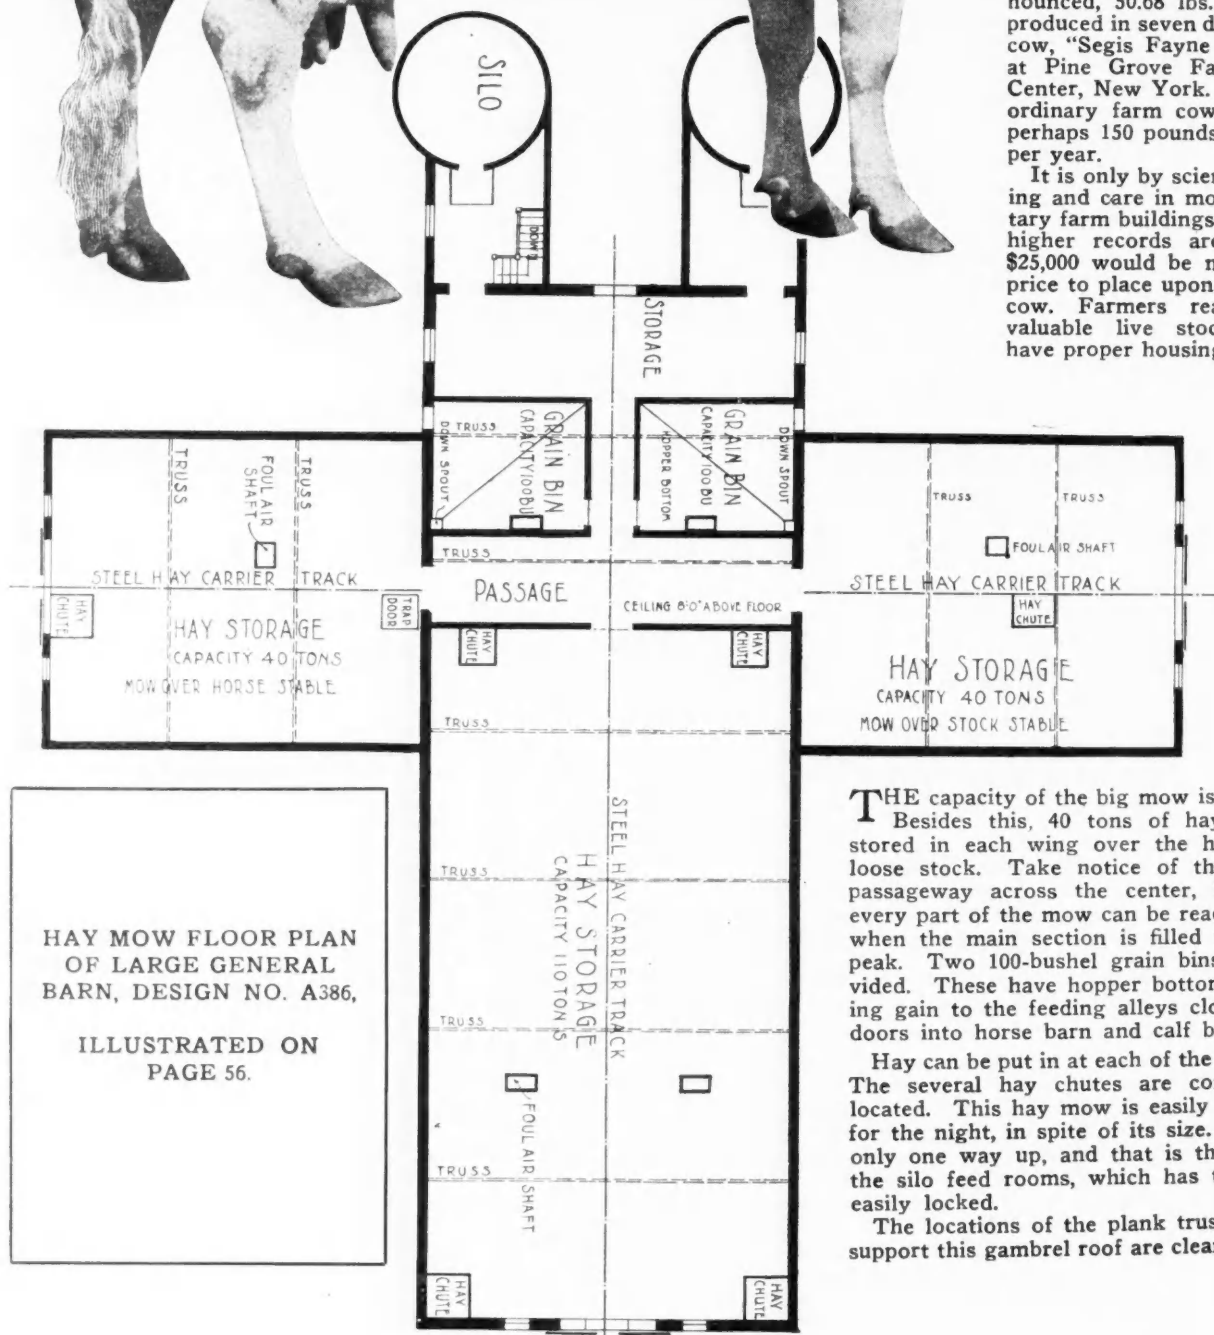 nounced, 50.68 lbs.
produced in seven d
cow, "Segis Fayne
at Pine Grove Fa
Center, New York.
ordinary farm cow
perhaps 150 pounds
per year.
It is only by scien
ing and care in mo
tary farm buildings
higher records are
$25,000 would be n
price to place upon
cow. Farmers rea
valuable live stoc
have proper housing
SILO
DOWN
STORAGE
DOWN SPOUT
TRUSS
GRAIN BIN
CAPACITY 100 BU
GRAIN BIN
CAPACITY 100 BU
HOPPER BOTTOM
DOWN SPOUT
TRUSS
FOUL AIR
SHAFT
TRUSS
STEEL HAY CARRIER TRACK
HAY
CHUTE
HAY STORAGE
CAPACITY 40 TONS
MOW OVER HORSE STABLE
TRAP
DOOR
TRUSS
PASSAGE
CEILING 8'0" ABOVE FLOOR
HAY
CHUTE
HAY
CHUTE
TRUSS
TRUSS
FOUL AIR SHAFT
STEEL HAY CARRIER TRACK
HAY
CHUTE
HAY STORAGE
CAPACITY 40 TONS
MOW OVER STOCK STABLE
TRUSS
TRUSS
TRUSS
TRUSS
STEEL HAY CARRIER TRACK
HAY STORAGE
CAPACITY 110 TONS
FOUL AIR SHAFT
HAY
CHUTE
HAY
CHUTE
HAY MOW FLOOR PLAN
OF LARGE GENERAL
BARN, DESIGN NO. A386,
ILLUSTRATED ON
PAGE 56.
THE capacity of the big mow is
Besides this, 40 tons of hay
stored in each wing over the h
loose stock. Take notice of th
passageway across the center,
every part of the mow can be reac
when the main section is filled
peak. Two 100-bushel grain bins
vided. These have hopper bottom
ing gain to the feeding alleys clo
doors into horse barn and calf b
Hay can be put in at each of the
The several hay chutes are co
located. This hay mow is easily
for the night, in spite of its size.
only one way up, and that is th
the silo feed rooms, which has t
easily locked.
The locations of the plank trus
support this gambrel roof are clear